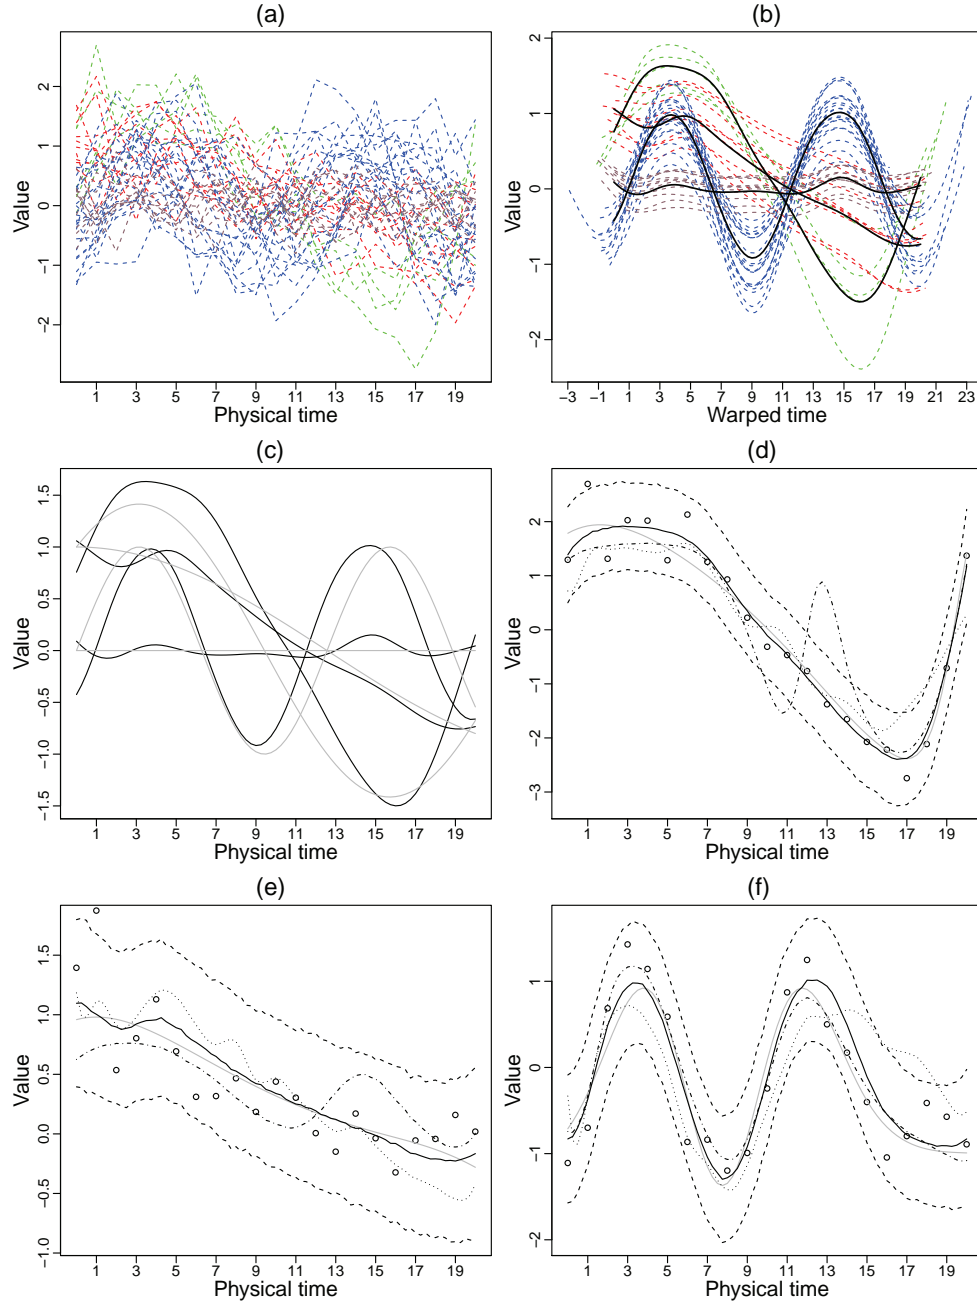 (a)
Value
2
1
0
−1
−2
1 3 5 7 9 11 13 15 17 19
Physical time
(b)
Value
2
1
0
−1
−2
−3 −1 1 3 5 7 9 11 13 15 17 19 21 23
Warped time
(c)
Value
1.5
1.0
0.5
0.0
−0.5
−1.0
−1.5
1 3 5 7 9 11 13 15 17 19
Physical time
(d)
Value
2
1
0
−1
−2
−3
1 3 5 7 9 11 13 15 17 19
Physical time
(e)
Value
1.5
1.0
0.5
0.0
−0.5
−1.0
1 3 5 7 9 11 13 15 17 19
Physical time
(f)
Value
1
0
−1
−2
1 3 5 7 9 11 13 15 17 19
Physical time